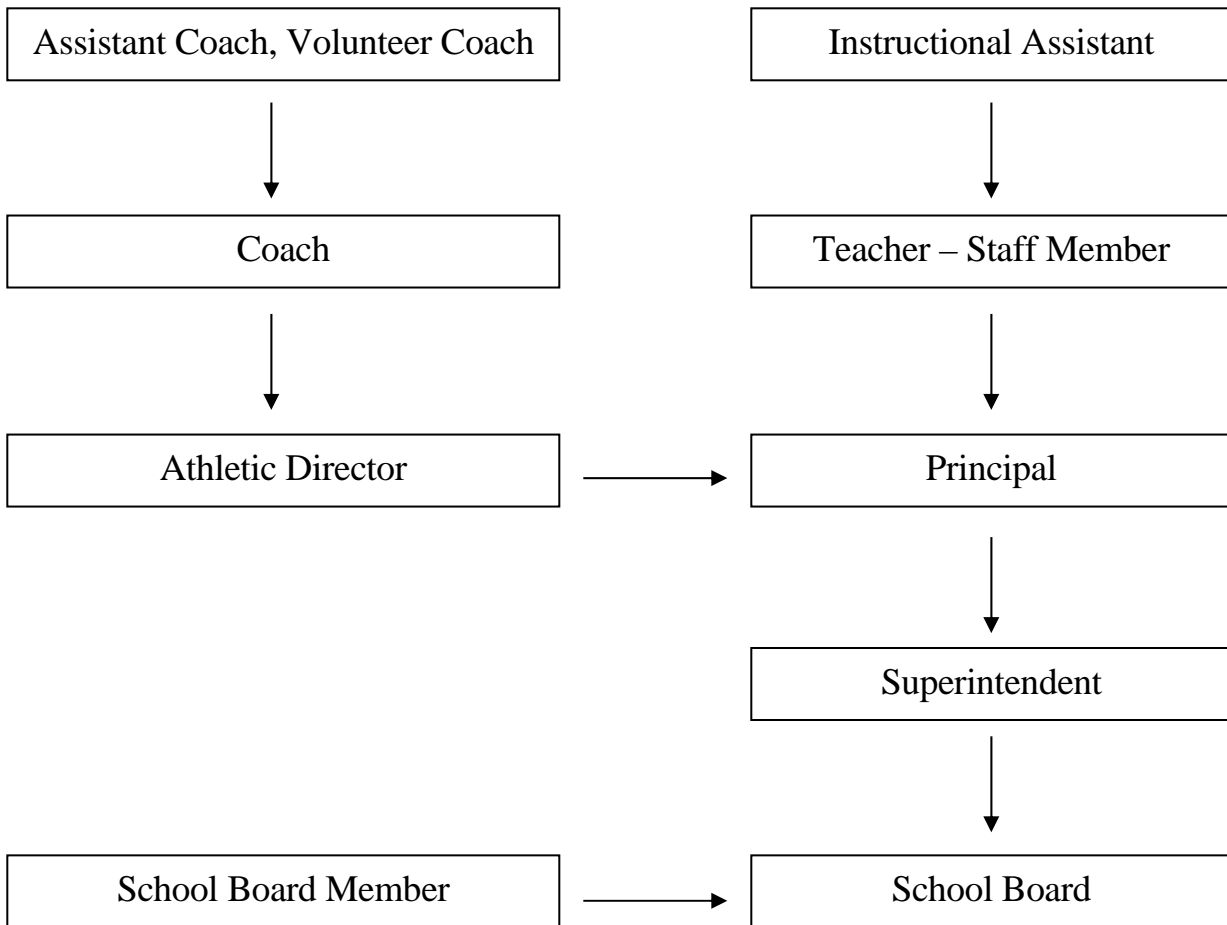 Assistant Coach, Volunteer Coach
Instructional Assistant
Coach
Teacher – Staff Member
Athletic Director
Principal
Superintendent
School Board Member
School Board